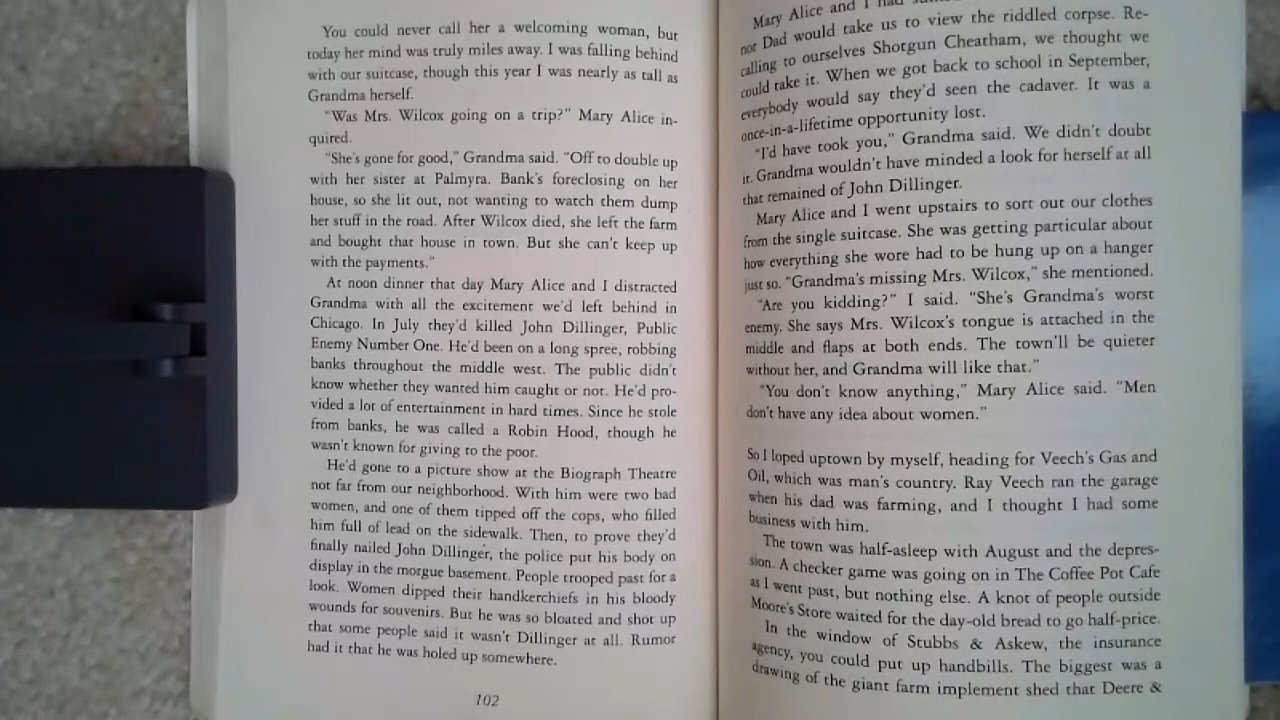 You could never call her a welcoming woman, but
today her mind was truly miles away. I was falling behind
with our suitcase, though this year I was nearly as tall as
Grandma herself.
"Was Mrs. Wilcox going on a trip?" Mary Alice in-
quired.
"She's gone for good," Grandma said. "Off to double up
with her sister at Palmyra. Bank's foreclosing on her
house, so she lit out, not wanting to watch them dump
her stuff in the road. After Wilcox died, she left the farm
and bought that house in town. But she can't keep up
with the payments."
At noon dinner that day Mary Alice and I distracted
Grandma with all the excitement we'd left behind in
Chicago. In July they'd killed John Dillinger, Public
Enemy Number One. He'd been on a long spree, robbing
banks throughout the middle west. The public didn't
know whether they wanted him caught or not. He'd pro-
vided a lot of entertainment in hard times. Since he stole
from banks, he was called a Robin Hood, though he
wasn't known for giving to the poor.
He'd gone to a picture show at the Biograph Theatre
not far from our neighborhood. With him were two bad
women, and one of them tipped off the cops, who filled
him full of lead on the sidewalk. Then, to prove they'd
finally nailed John Dillinger, the police put his body on
display in the morgue basement. People trooped past for a
look. Women dipped their handkerchiefs in his bloody
wounds for souvenirs. But he was so bloated and shot up
that some people said it wasn't Dillinger at all. Rumor
had it that he was holed up somewhere.
102
Mary Alice and I had
nor Dad would take us to view the riddled corpse. Re-
calling to ourselves Shotgun Cheatham, we thought we
could take it. When we got back to school in September,
everybody would say they'd seen the cadaver. It was a
once-in-a-lifetime opportunity lost.
"I'd have took you," Grandma said. We didn't doubt
it. Grandma wouldn't have minded a look for herself at all
that remained of John Dillinger.
Mary Alice and I went upstairs to sort out our clothes
from the single suitcase. She was getting particular about
how everything she wore had to be hung up on a hanger
just so. "Grandma's missing Mrs. Wilcox," she mentioned.
"Are you kidding?" I said. "She's Grandma's worst
enemy. She says Mrs. Wilcox's tongue is attached in the
middle and flaps at both ends. The town'll be quieter
without her, and Grandma will like that."
"You don't know anything," Mary Alice said. "Men
don't have any idea about women."
So I loped uptown by myself, heading for Veech's Gas and
Oil, which was man's country. Ray Veech ran the garage
when his dad was farming, and I thought I had some
business with him.
The town was half-asleep with August and the depres-
sion. A checker game was going on in The Coffee Pot Cafe
as I went past, but nothing else. A knot of people outside
Moore's Store waited for the day-old bread to go half-price.
In the window of Stubbs & Askew, the insurance
agency, you could put up handbills. The biggest was a
drawing of the giant farm implement shed that Deere &